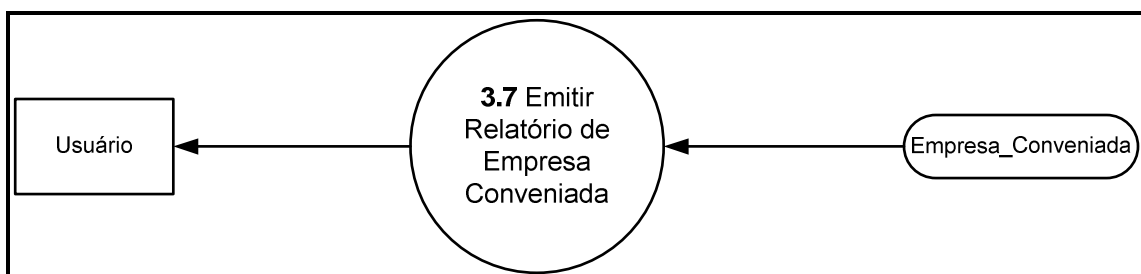 Usuário
3.7 Emitir
Relatório de
Empresa
Conveniada
Empresa_Conveniada